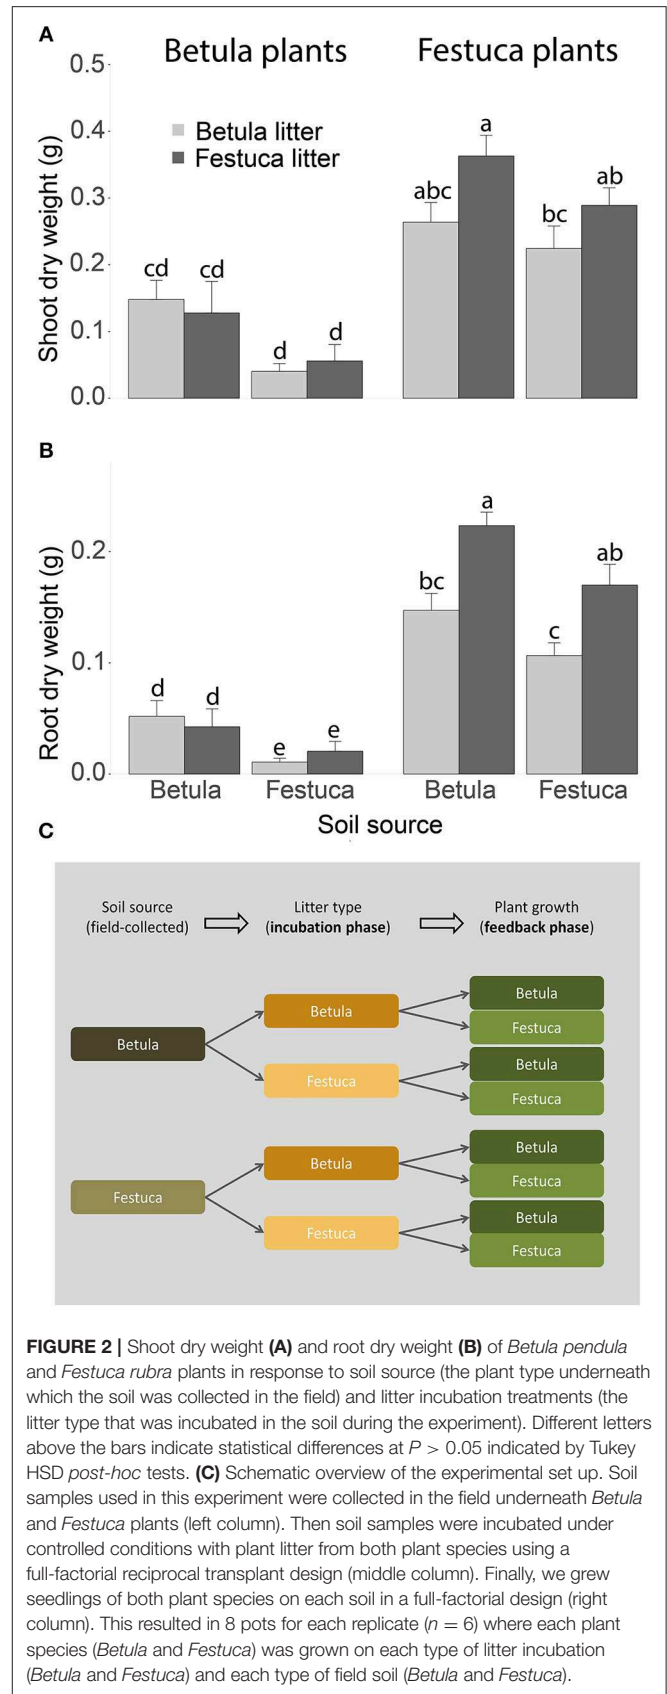 A
Betula plants
Festuca plants
0.5
0.4
0.3
0.2
0.1
0.0
Shoot dry weight (g)
Betula litter
Festuca litter
cd
cd
d
d
abc
a
bc
ab
B
Root dry weight (g)
0.2
0.1
0.0
d
d
e
e
bc
a
c
ab
Betula
Festuca
Betula
Festuca
Soil source
C
Soil source
(field-collected)
Litter type
(incubation phase)
Plant growth
(feedback phase)
Betula
Betula
Festuca
Betula
Festuca
Betula
Festuca
Festuca
Betula
Festuca
Betula
Festuca
Betula
Festuca
FIGURE 2 | Shoot dry weight (A) and root dry weight (B) of Betula pendula
and Festuca rubra plants in response to soil source (the plant type underneath
which the soil was collected in the field) and litter incubation treatments (the
litter type that was incubated in the soil during the experiment). Different letters
above the bars indicate statistical differences at P > 0.05 indicated by Tukey
HSD post-hoc tests. (C) Schematic overview of the experimental set up. Soil
samples used in this experiment were collected in the field underneath Betula
and Festuca plants (left column). Then soil samples were incubated under
controlled conditions with plant litter from both plant species using a
full-factorial reciprocal transplant design (middle column). Finally, we grew
seedlings of both plant species on each soil in a full-factorial design (right
column). This resulted in 8 pots for each replicate (n = 6) where each plant
species (Betula and Festuca) was grown on each type of litter incubation
(Betula and Festuca) and each type of field soil (Betula and Festuca).